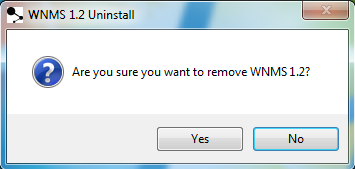 WNMS 1.2 Uninstall
Are you sure you want to remove WNMS 1.2?
Yes
No